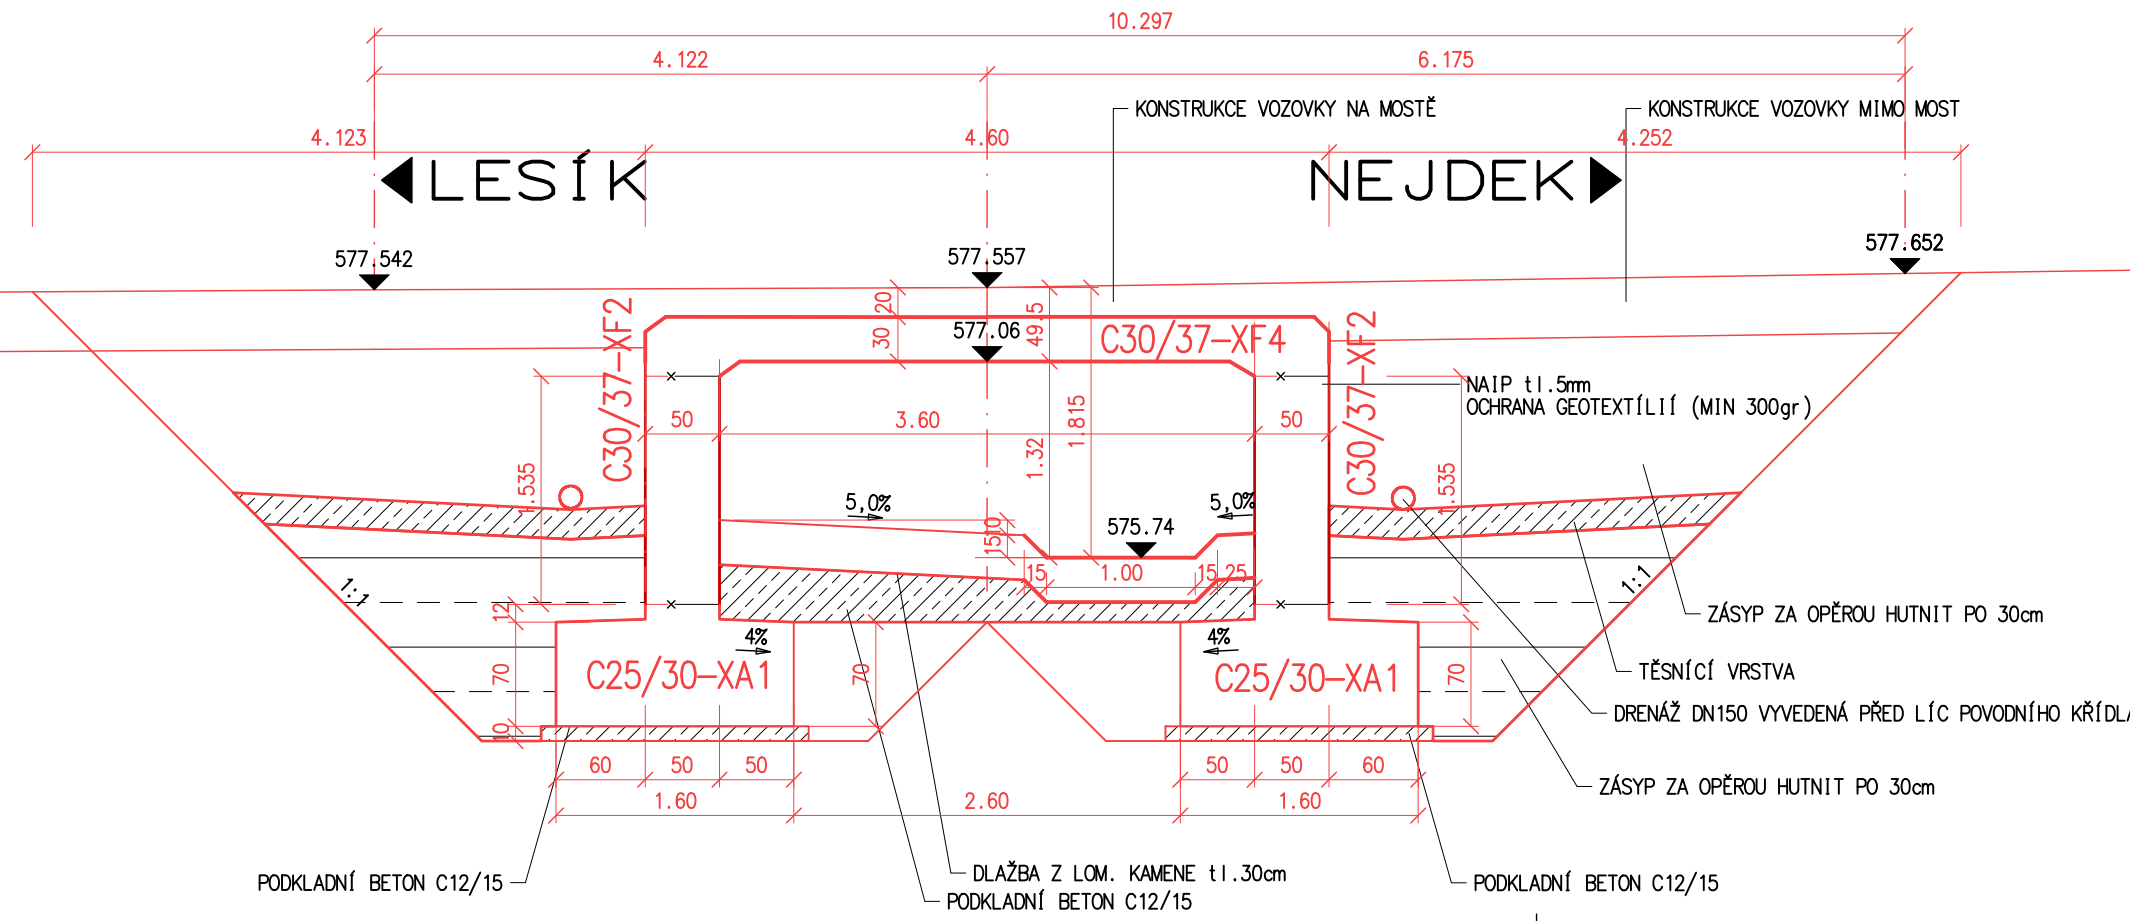 10.297
4.122
6.175
KONSTRUKCE VOZOVKY NA MOSTĚ
KONSTRUKCE VOZOVKY MIMO MOST
4.123
4.60
4.252
LESÍK
NEJDEK
577.542
577.557
577.652
20
30
577.06
49.5
C30/37-XF4
C30/37-XF2
C30/37-XF2
NAIP tl.5mm
OCHRANA GEOTEXTÍLIÍ (MIN 300gr)
50
3.60
50
1.815
1.32
1.535
1.535
5,0%
5,0%
575.74
10
15
15
1.00
15
25
1:1
1:1
12
ZÁSYP ZA OPĚROU HUTNIT PO 30cm
4%
4%
70
C25/30-XA1
70
C25/30-XA1
70
TĚSNÍCÍ VRSTVA
DRENÁŽ DN150 VYVEDENÁ PŘED LÍC POVODNÍHO KŘÍDLA
10
60
50
50
50
50
60
ZÁSYP ZA OPĚROU HUTNIT PO 30cm
1.60
2.60
1.60
PODKLADNÍ BETON C12/15
DLAŽBA Z LOM. KAMENE tl.30cm
PODKLADNÍ BETON C12/15
PODKLADNÍ BETON C12/15